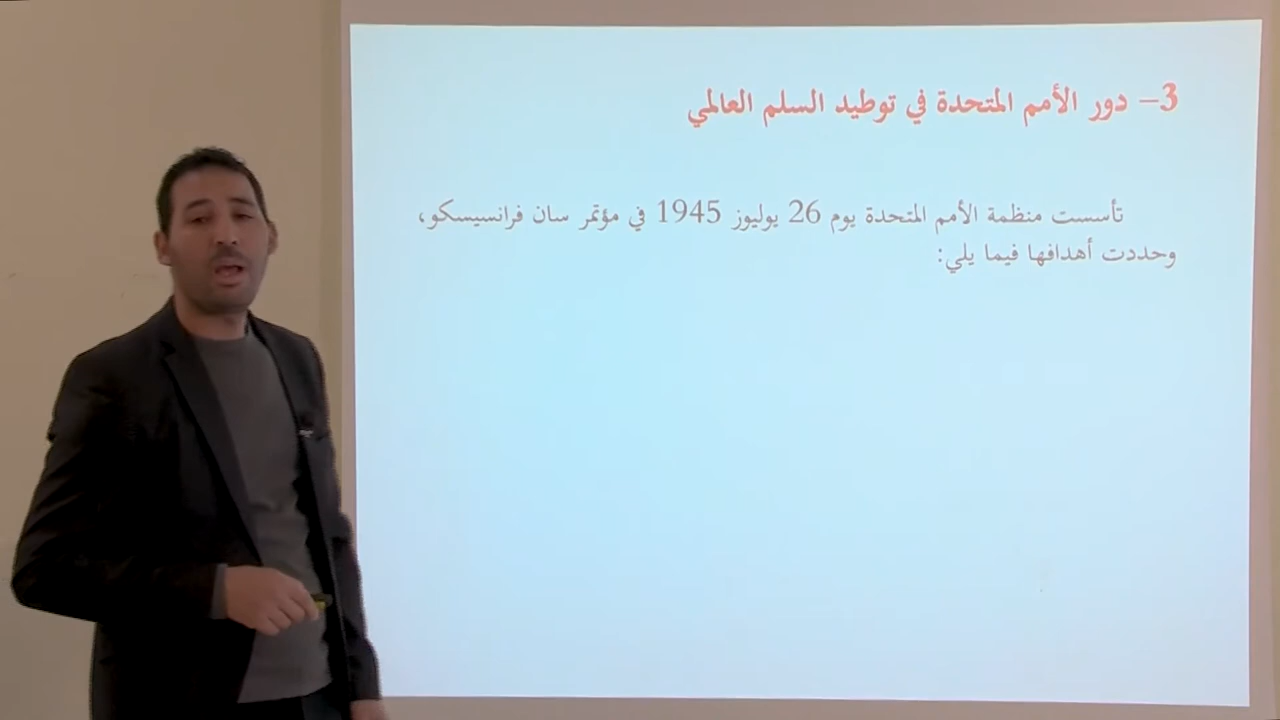 3– دور الأمم المتحدة في توطيد السلم العالمي
تأسست منظمة الأمم المتحدة يوم 26 يوليوز 1945 في مؤتمر سان فرانسيسكو،
وحددت أهدافها فيما يلي: